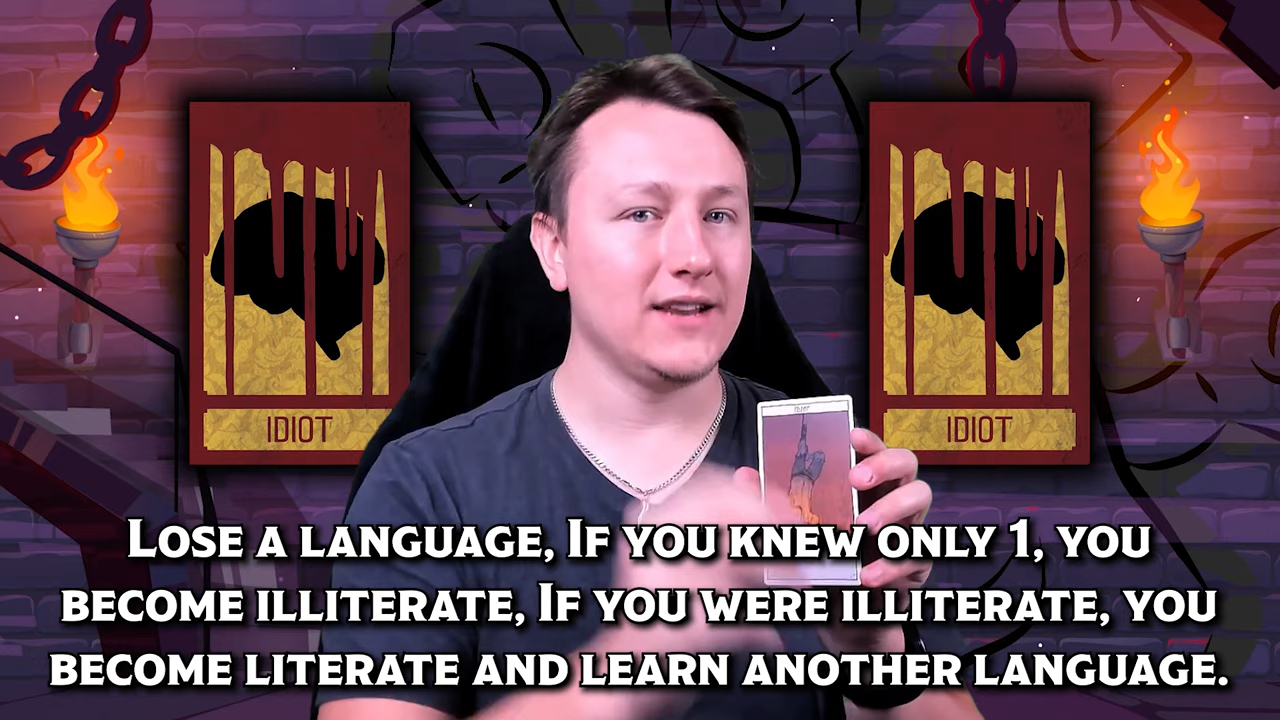 IDIOT
IDIOT
IDIOT
LOSE A LANGUAGE, IF YOU KNEW ONLY 1, YOU
BECOME ILLITERATE, IF YOU WERE ILLITERATE, YOU
BECOME LITERATE AND LEARN ANOTHER LANGUAGE.